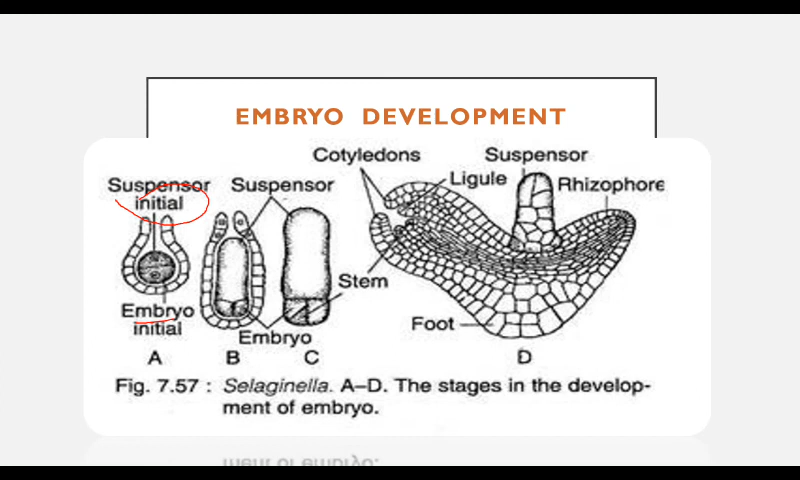 EMBRYO DEVELOPMENT
Cotyledons
Suspensor
Suspensor initial
Suspensor
Ligule
Rhizophore
Stem
Embryo initial
Embryo
Foot
A
B
C
D
Fig. 7.57 : Selaginella. A–D. The stages in the develop-
ment of embryo.